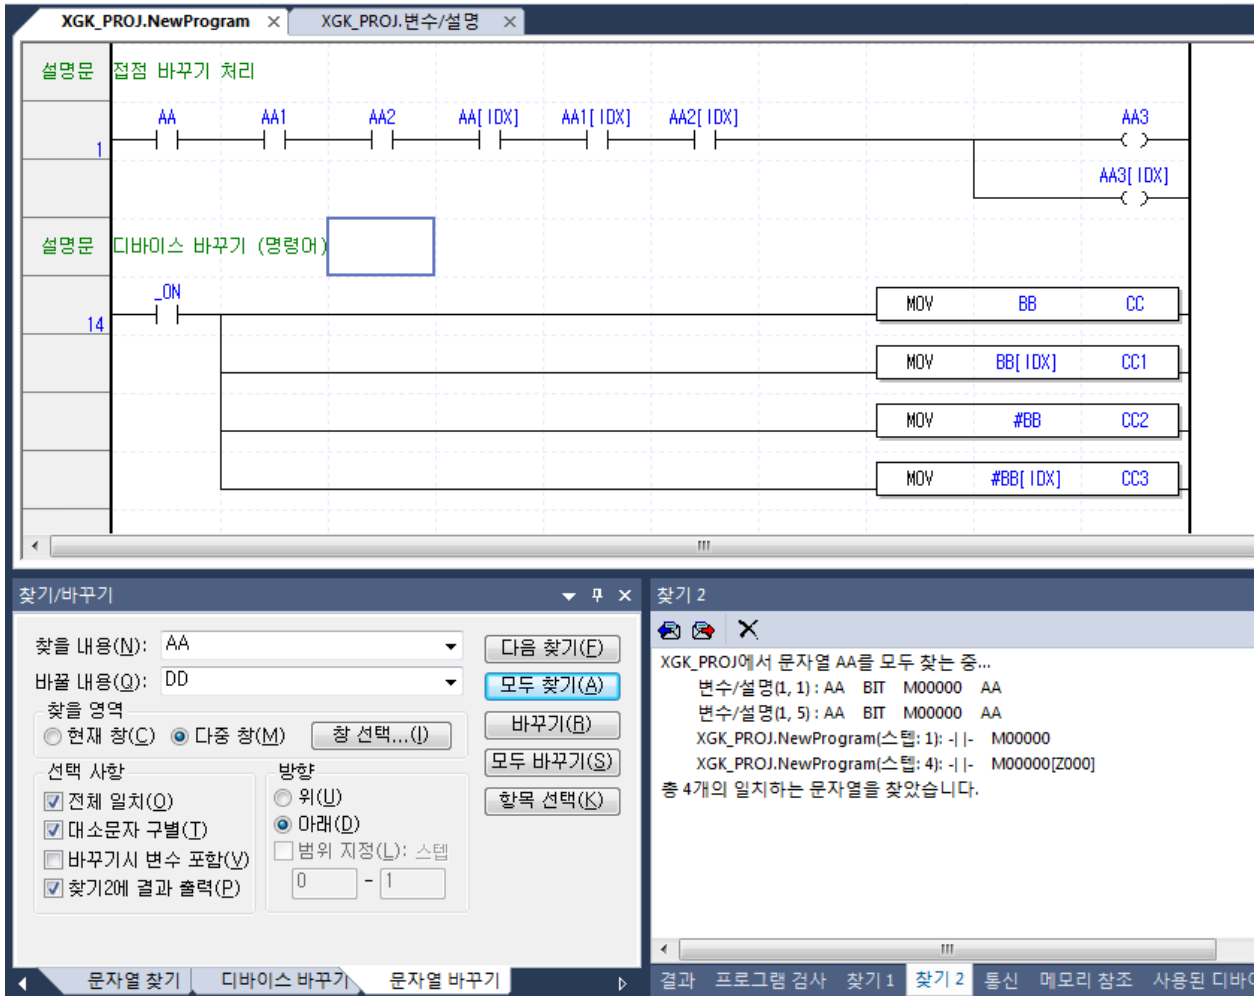 XGK_PROJ.NewProgram × XGK_PROJ.변수/설명 ×
설명문 접점 바꾸기 처리
AA AA1 AA2 AA[IDX] AA1[IDX] AA2[IDX] AA3
1
AA3[IDX]
설명문 디바이스 바꾸기 (명령어)
_ON
14 MOV BB CC
MOV BB[IDX] CC1
MOV #BB CC2
MOV #BB[IDX] CC3
찾기/바꾸기
찾을 내용(N): AA 다음 찾기(F)
바꿀 내용(Q): DD 모두 찾기(A)
찾을 영역 바꾸기(R)
현재 창(C) 다중 창(M) 창 선택...(I)
모두 바꾸기(S)
선택 사항 방향
전체 일치(O) 위(U) 항목 선택(K)
대소문자 구별(T) 아래(D)
바꾸기시 변수 포함(V) 범위 지정(L): 스텝
찾기2에 결과 출력(P) 0 - 1
문자열 찾기 디바이스 바꾸기 문자열 바꾸기
찾기 2
XGK_PROJ에서 문자열 AA를 모두 찾는 중...
변수/설명(1, 1) : AA BIT M00000 AA
변수/설명(1, 5) : AA BIT M00000 AA
XGK_PROJ.NewProgram(스텝: 1): -| |- M00000
XGK_PROJ.NewProgram(스텝: 4): -| |- M00000[Z000]
총 4개의 일치하는 문자열을 찾았습니다.
결과 프로그램 검사 찾기 1 찾기 2 통신 메모리 참조 사용된 디바이